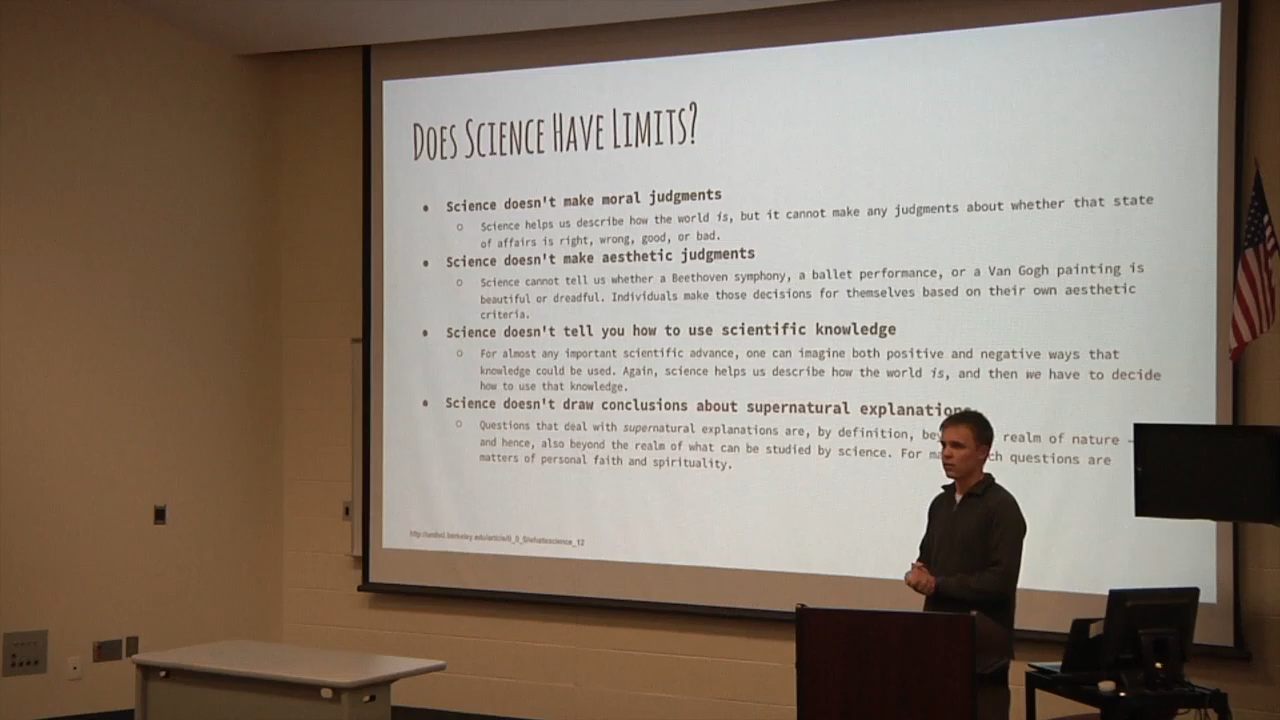 DOES SCIENCE HAVE LIMITS?
● Science doesn't make moral judgments
○ Science helps us describe how the world is, but it cannot make any judgments about whether that state
of affairs is right, wrong, good, or bad.
● Science doesn't make aesthetic judgments
○ Science cannot tell us whether a Beethoven symphony, a ballet performance, or a Van Gogh painting is
beautiful or dreadful. Individuals make those decisions for themselves based on their own aesthetic
criteria.
● Science doesn't tell you how to use scientific knowledge
○ For almost any important scientific advance, one can imagine both positive and negative ways that
knowledge could be used. Again, science helps us describe how the world is, and then we have to decide
how to use that knowledge.
● Science doesn't draw conclusions about supernatural explanation
○ Questions that deal with supernatural explanations are, by definition, realm of nature —
and hence, also beyond the realm of what can be studied by science. For questions are
matters of personal faith and spirituality.